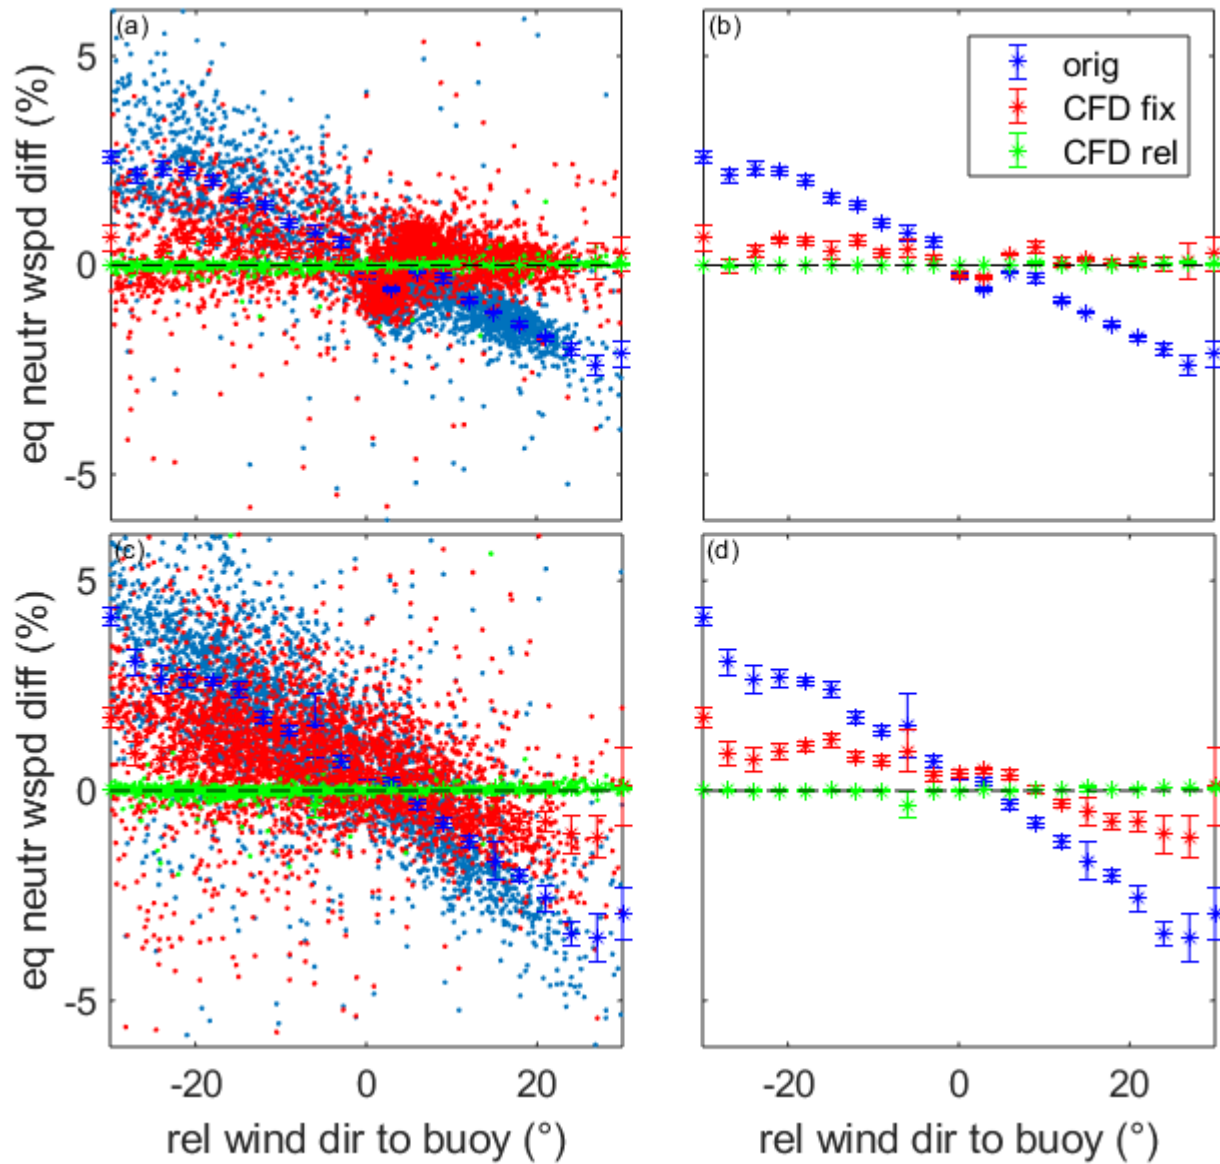 (a)
(b)
5
0
-5
eq neutr wspd diff (%)
orig
CFD fix
CFD rel
(c)
(d)
5
0
-5
eq neutr wspd diff (%)
-20
0
20
-20
0
20
rel wind dir to buoy (°)
rel wind dir to buoy (°)